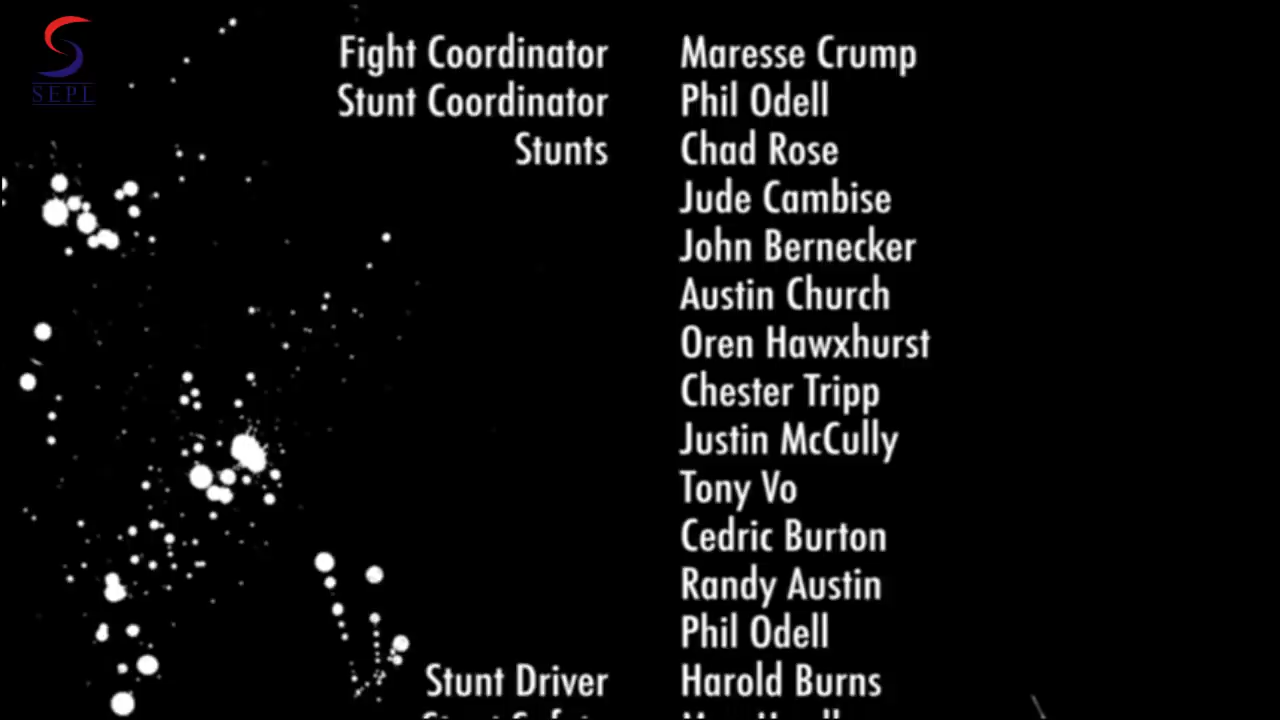 SEPL
Fight Coordinator Maresse Crump
Stunt Coordinator Phil Odell
Stunts Chad Rose
Jude Cambise
John Bernecker
Austin Church
Oren Hawxhurst
Chester Tripp
Justin McCully
Tony Vo
Cedric Burton
Randy Austin
Phil Odell
Stunt Driver Harold Burns